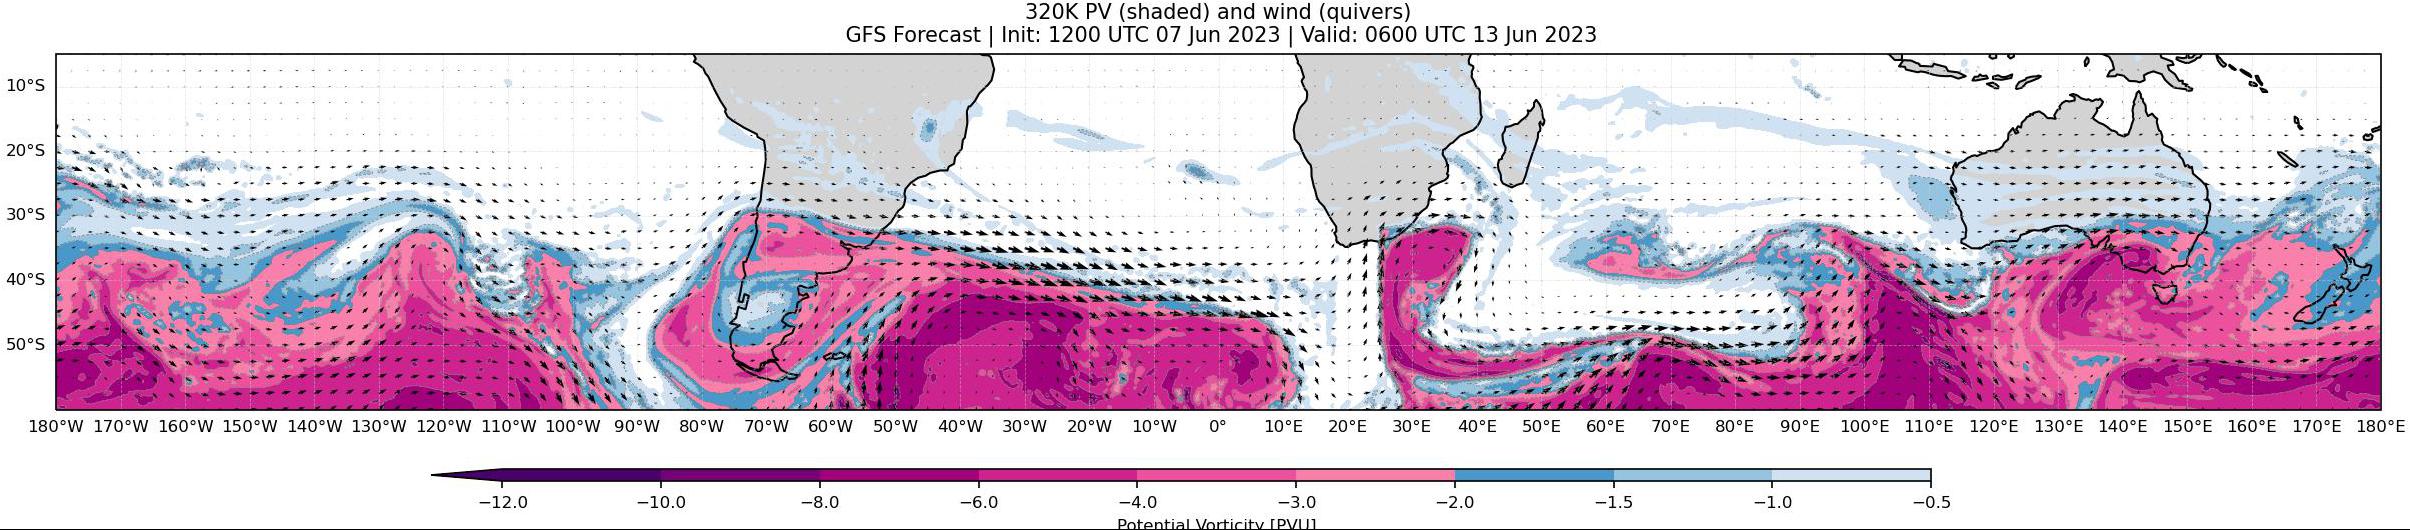 320K PV (shaded) and wind (quivers)
GFS Forecast | Init: 1200 UTC 07 Jun 2023 | Valid: 0600 UTC 13 Jun 2023
10°S
20°S
30°S
40°S
50°S
180°W 170°W 160°W 150°W 140°W 130°W 120°W 110°W 100°W 90°W 80°W 70°W 60°W 50°W 40°W 30°W 20°W 10°W 0° 10°E 20°E 30°E 40°E 50°E 60°E 70°E 80°E 90°E 100°E 110°E 120°E 130°E 140°E 150°E 160°E 170°E 180°E
−12.0 −10.0 −8.0 −6.0 −4.0 −3.0 −2.0 −1.5 −1.0 −0.5
Potential Vorticity [PVU]